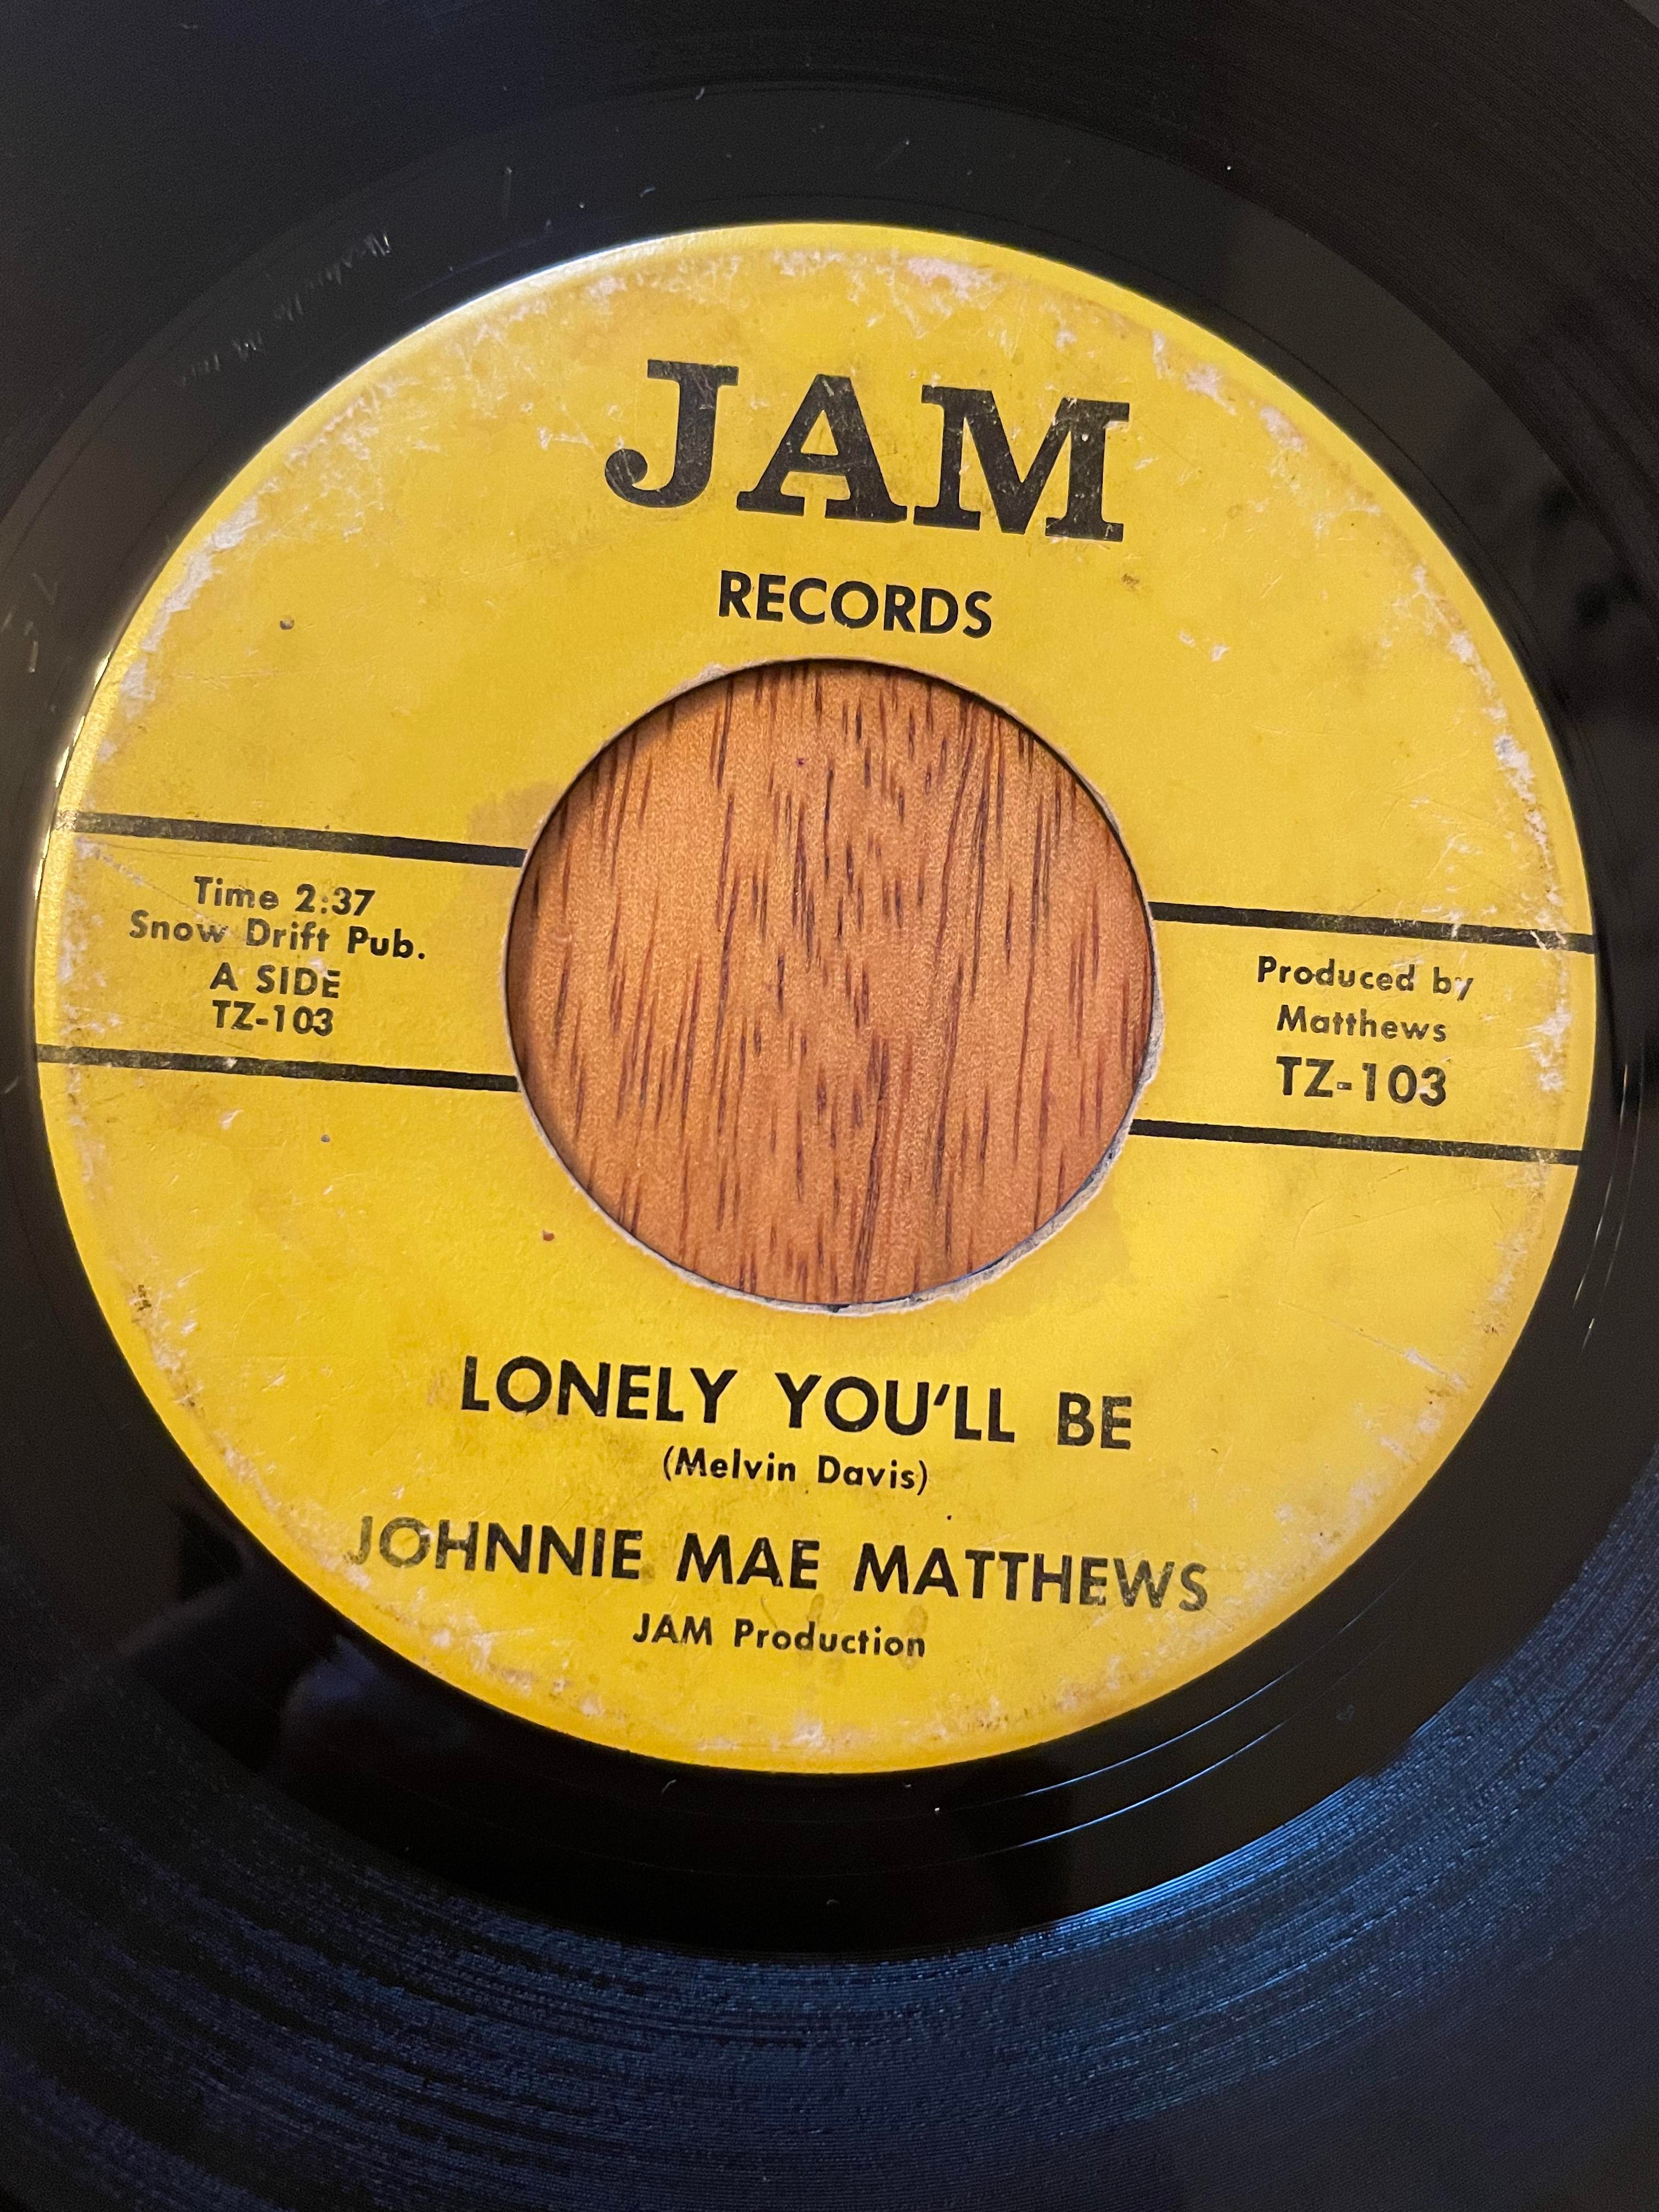 JAM
RECORDS
Time 2:37
Snow Drift Pub.
A SIDE
TZ-103
Produced by
Matthews
TZ-103
LONELY YOU'LL BE
(Melvin Davis)
JOHNNIE MAE MATTHEWS
JAM Production